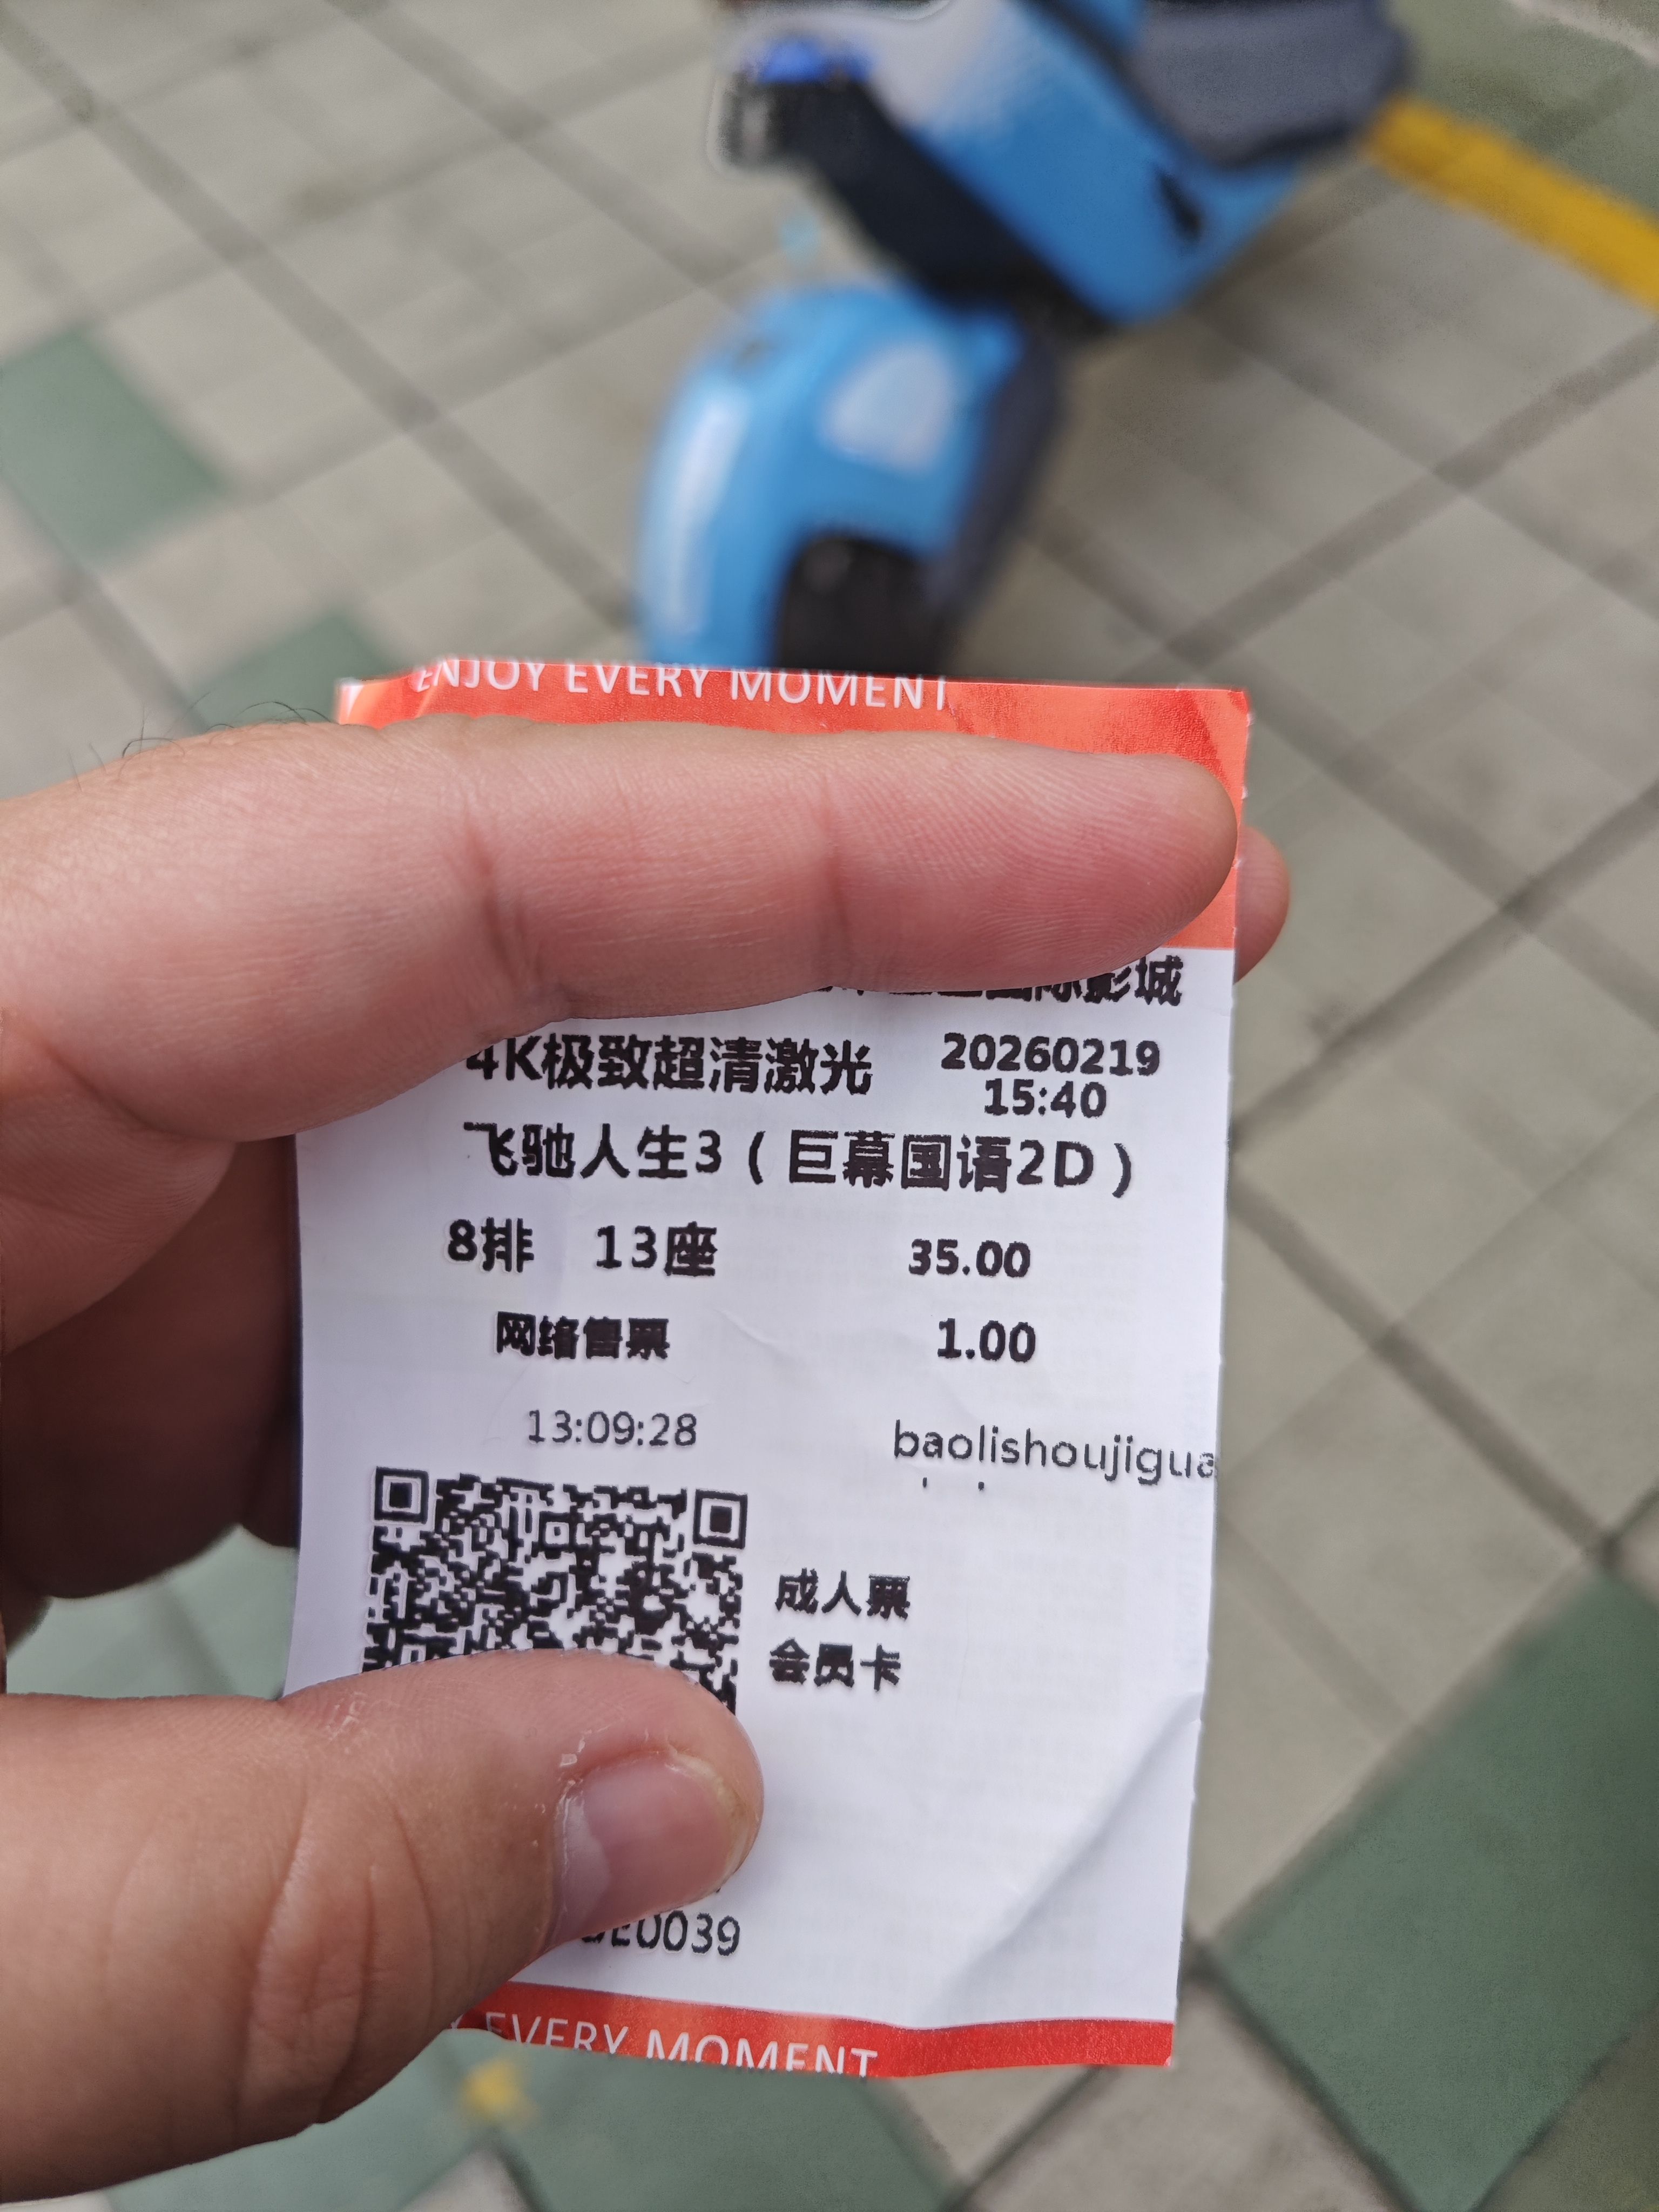 ENJOY EVERY MOMENT
国际影城
4K极致超清激光 20260219
15:40
飞驰人生3（巨幕国语2D）
8排 13座 35.00
网络售票 1.00
13:09:28 baolishoujigua
成人票
会员卡
E0039
EVERY MOMENT